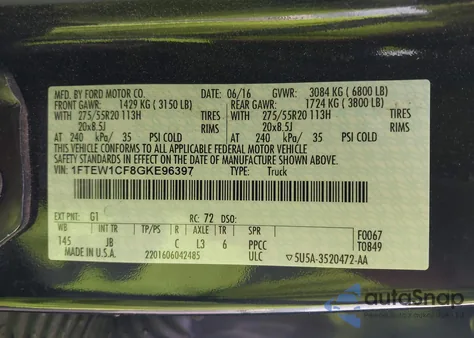 MFD. BY FORD MOTOR CO. 06/16 GVWR: 3084 KG ( 6800 LB)
FRONT GAWR: 1429 KG ( 3150 LB) REAR GAWR: 1724 KG ( 3800 LB)
WITH 275/55R20 113H TIRES WITH 275/55R20 113H TIRES
20x8.5J RIMS 20x8.5J RIMS
AT 240 kPa/ 35 PSI COLD AT 240 kPa/ 35 PSI COLD
THIS VEHICLE CONFORMS TO ALL APPLICABLE FEDERAL MOTOR VEHICLE SAFETY
STANDARDS IN EFFECT ON THE DATE OF MANUFACTURE SHOWN ABOVE.
VIN: 1FTEW1CF8GKE96397 TYPE: Truck
EXT PNT: G1 RC: 72 DSO: F0067
WB INT TR TP/PS R AXLE TR SPR T0849
145 JB C L3 6 PPCC
MADE IN U.S.A. 2201606042485 ULC 5U5A-3520472-AA
autoSnap